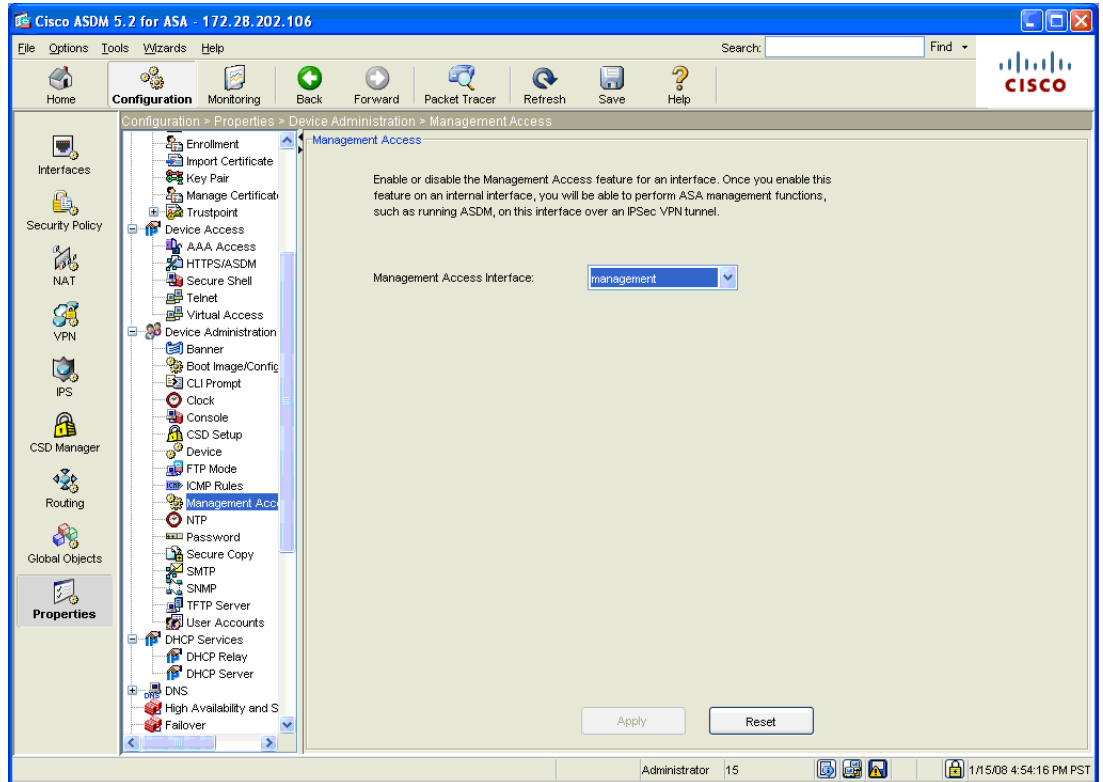 Cisco ASDM 5.2 for ASA - 172.28.202.106
File Options Tools Wizards Help
Search:
Find
Home
Configuration
Monitoring
Back
Forward
Packet Tracer
Refresh
Save
Help
CISCO
Configuration > Properties > Device Administration > Management Access
Interfaces
Security Policy
NAT
VPN
IPS
CSD Manager
Routing
Global Objects
Properties
Enrollment
Import Certificate
Key Pair
Manage Certificat
Trustpoint
Device Access
AAA Access
HTTPS/ASDM
Secure Shell
Telnet
Virtual Access
Device Administration
Banner
Boot Image/Config
CLI Prompt
Clock
Console
CSD Setup
Device
FTP Mode
ICMP
ICMP Rules
Management Acce
NTP
Password
Secure Copy
SMTP
SNMP
TFTP Server
User Accounts
DHCP Services
DHCP Relay
DHCP Server
DNS
DNS
High Availability and S
Failover
Management Access
Enable or disable the Management Access feature for an interface. Once you enable this
feature on an internal interface, you will be able to perform ASA management functions,
such as running ASDM, on this interface over an IPSec VPN tunnel.
Management Access Interface:
management
Apply
Reset
Administrator
15
1/15/08 4:54:16 PM PST